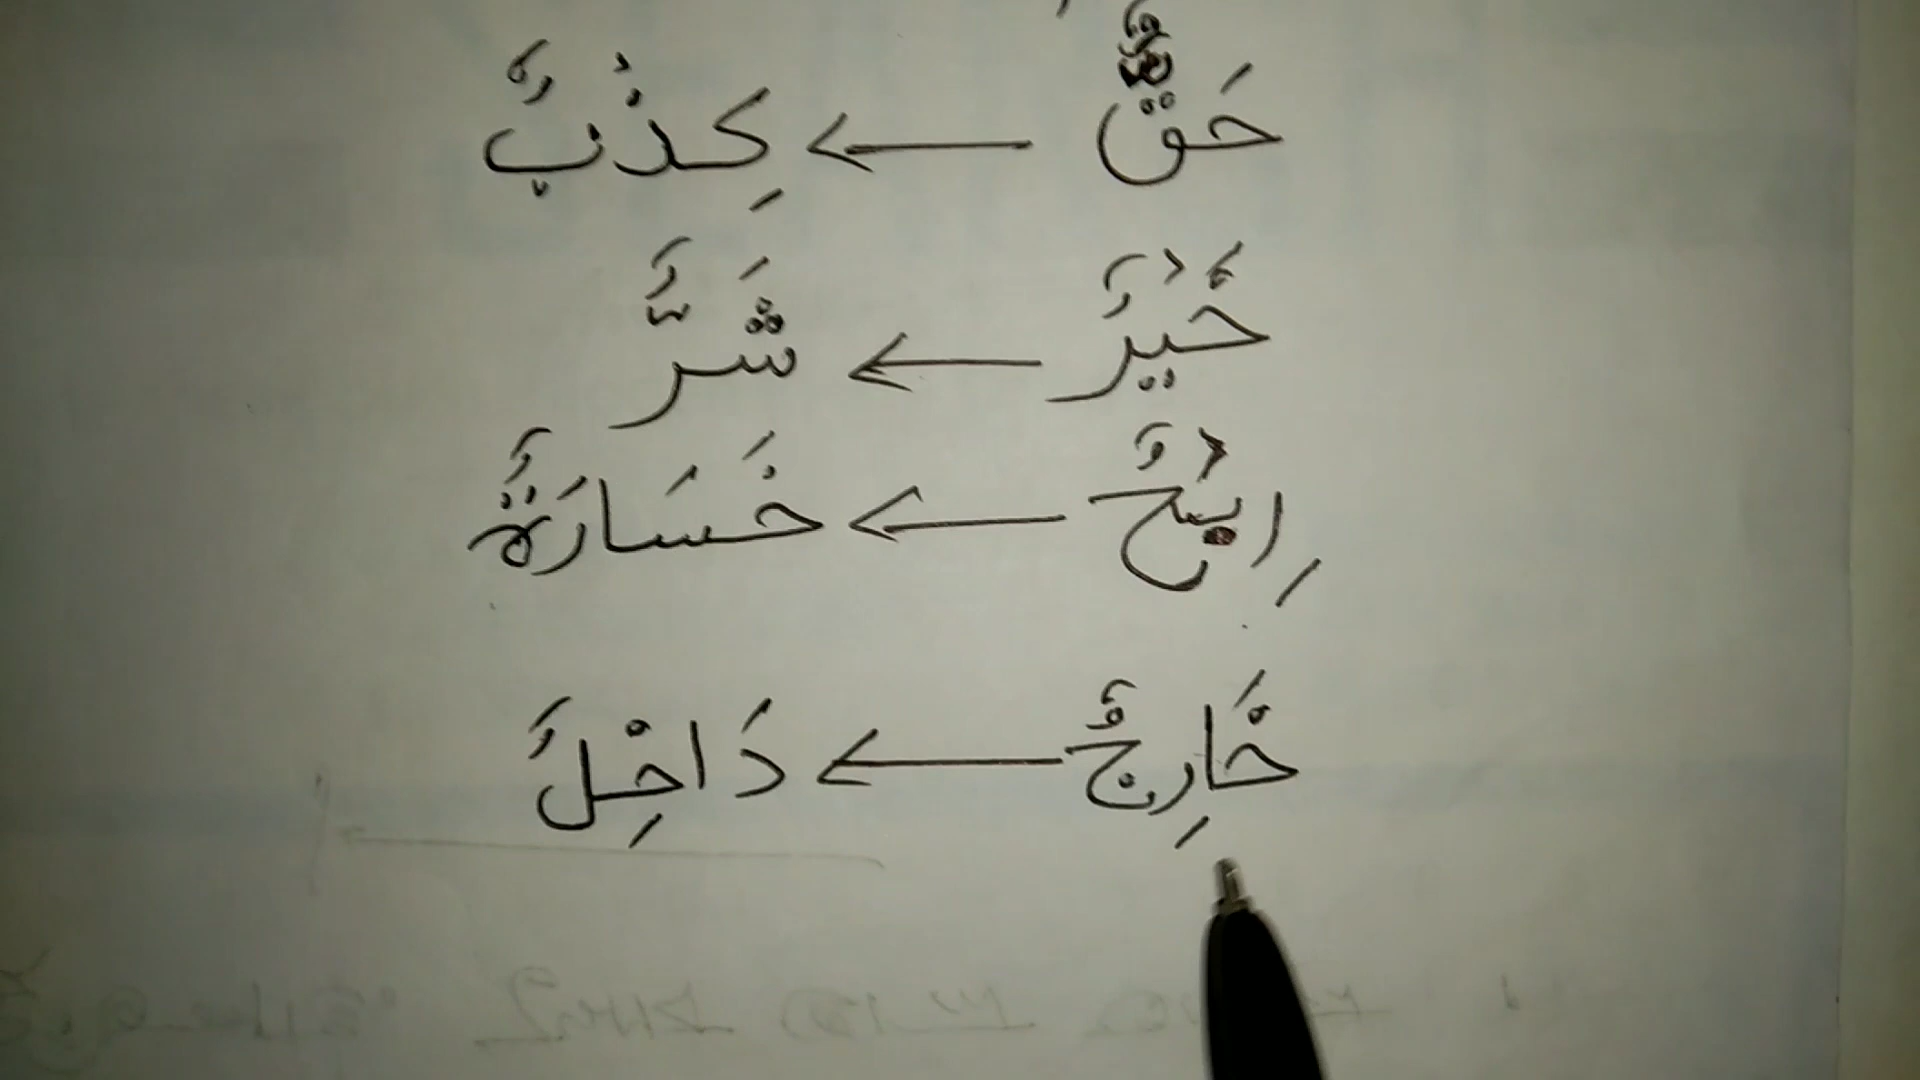 حَقٌّ ← كِذْبٌ
خَيْرٌ ← شَرٌّ
← خَسَارَةٌ
خَارِجٌ ← دَاخِلٌ